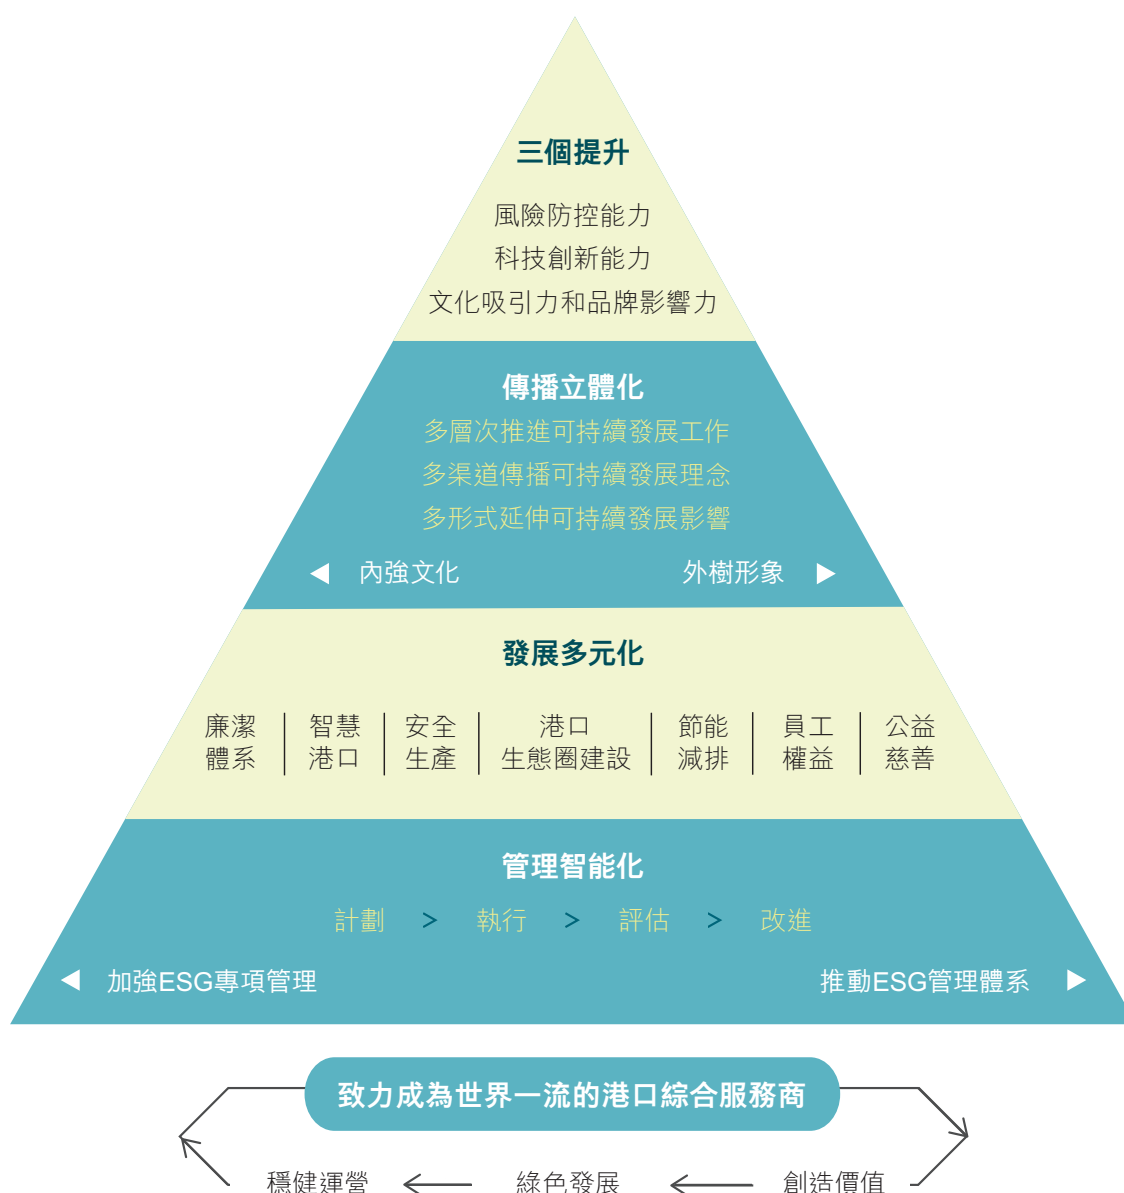 三個提升
風險防控能力
科技創新能力
文化吸引力和品牌影響力
傳播立體化
多層次推進可持續發展工作
多渠道傳播可持續發展理念
多形式延伸可持續發展影響
內強文化 外樹形象
發展多元化
廉潔 智慧 安全 港口 節能 員工 公益
體系 港口 生產 生態圈建設 減排 權益 慈善
管理智能化
計劃 > 執行 > 評估 > 改進
加強ESG專項管理 推動ESG管理體系
致力成為世界一流的港口綜合服務商
穩健運營 綠色發展 創造價值